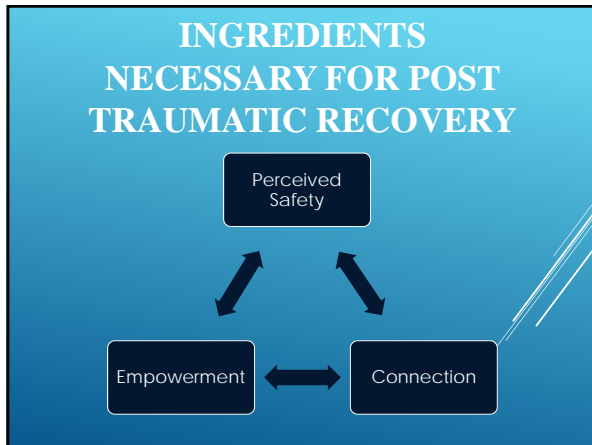 INGREDIENTS
NECESSARY FOR POST
TRAUMATIC RECOVERY
Perceived
Safety
Empowerment
Connection